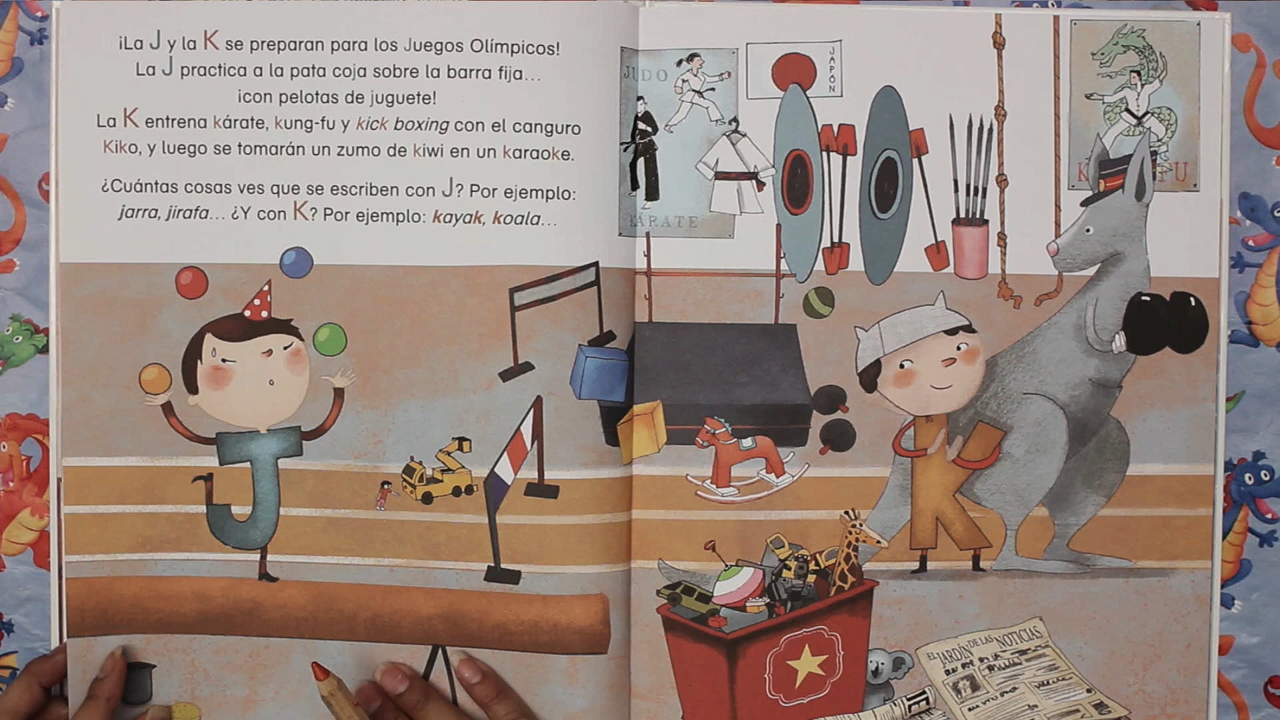 ¡La J y la K se preparan para los Juegos Olímpicos!
La J practica a la pata coja sobre la barra fija...
¡con pelotas de juguete!
La K entrena kárate, kung-fu y kick boxing con el canguro
Kiko, y luego se tomarán un zumo de kiwi en un karaoke.
¿Cuántas cosas ves que se escriben con J? Por ejemplo:
jarra, jirafa... ¿Y con K? Por ejemplo: kayak, koala...
JUDO
KÁRATE
JAPÓN
J
K
EL JARDÍN DE LAS NOTICIAS